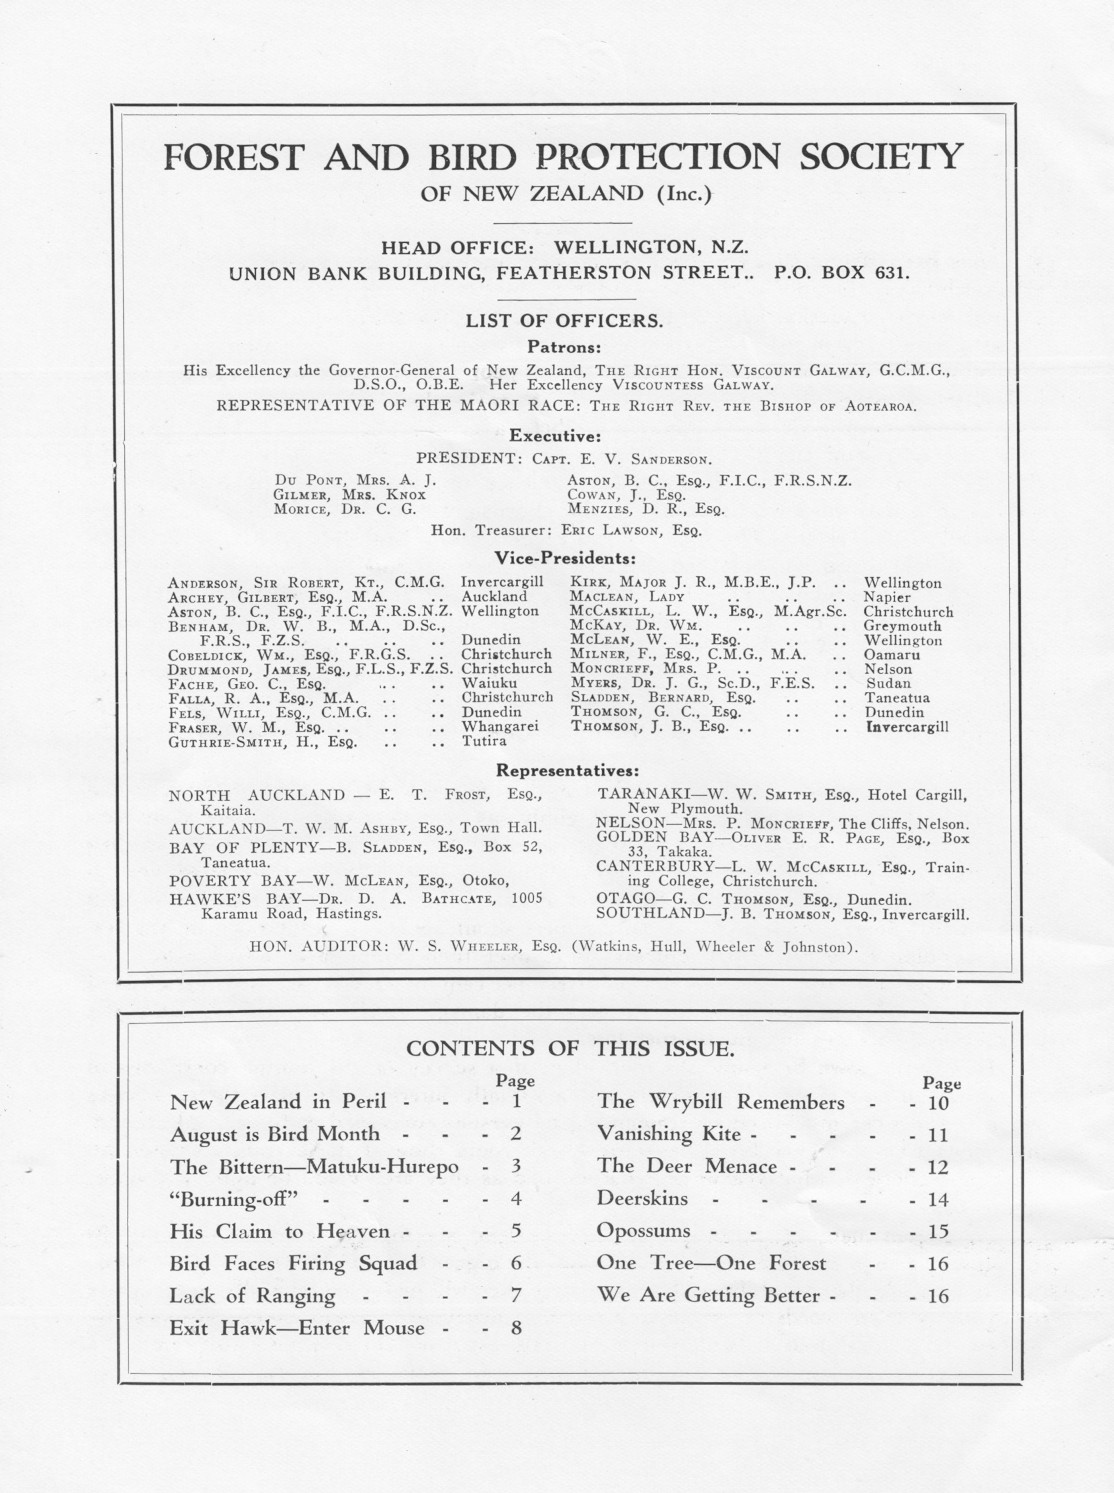 FOREST AND BIRD PROTECTION SOCIETY
OF NEW ZEALAND (Inc.)
HEAD OFFICE: WELLINGTON, N.Z.
UNION BANK BUILDING, FEATHERSTON STREET.. P.O. BOX 631.
LIST OF OFFICERS.
Patrons:
His Excellency the Governor-General of New Zealand, THE RIGHT HON. VISCOUNT GALWAY, G.C.M.G.,
D.S.O., O.B.E. Her Excellency VISCOUNTESS GALWAY.
REPRESENTATIVE OF THE MAORI RACE: THE RIGHT REV. THE BISHOP OF AOTEAROA.
Executive:
PRESIDENT: CAPT. E. V. SANDERSON.
DU PONT, MRS. A. J.
GILMER, MRS. KNOX
MORICE, DR. C. G.
ASTON, B. C., ESQ., F.I.C., F.R.S.N.Z.
COWAN, J., ESQ.
MENZIES, D. R., ESQ.
Hon. Treasurer: ERIC LAWSON, ESQ.
Vice-Presidents:
ANDERSON, SIR ROBERT, KT., C.M.G. Invercargill
ARCHEY, GILBERT, ESQ., M.A. .. Auckland
ASTON, B. C., ESQ., F.I.C., F.R.S.N.Z. Wellington
BENHAM, DR. W. B., M.A., D.Sc.,
F.R.S., F.Z.S. .. .. .. Dunedin
COBELDICK, WM., ESQ., F.R.G.S. .. Christchurch
DRUMMOND, JAMES, ESQ., F.L.S., F.Z.S. Christchurch
FACHE, GEO. C., ESQ. .. .. Waiuku
FALLA, R. A., ESQ., M.A. .. .. Christchurch
FELS, WILLI, ESQ., C.M.G. .. .. Dunedin
FRASER, W. M., ESQ. .. .. .. Whangarei
GUTHRIE-SMITH, H., ESQ. .. .. Tutira
KIRK, MAJOR J. R., M.B.E., J.P. .. Wellington
MACLEAN, LADY .. .. .. Napier
MCCASKILL, L. W., ESQ., M.Agr.Sc. Christchurch
MCKAY, DR. WM. .. .. .. Greymouth
MCLEAN, W. E., ESQ. .. .. Wellington
MILNER, F., ESQ., C.M.G., M.A. .. Oamaru
MONCRIEFF, MRS. P. .. .. .. Nelson
MYERS, DR. J. G., Sc.D., F.E.S. .. Sudan
SLADDEN, BERNARD, ESQ. .. .. Taneatua
THOMSON, G. C., ESQ. .. .. Dunedin
THOMSON, J. B., ESQ. .. .. .. Invercargill
Representatives:
NORTH AUCKLAND — E. T. FROST, ESQ.,
Kaitaia.
AUCKLAND—T. W. M. ASHBY, ESQ., Town Hall.
BAY OF PLENTY—B. SLADDEN, ESQ., Box 52,
Taneatua.
POVERTY BAY—W. MCLEAN, ESQ., Otoko,
HAWKE'S BAY—DR. D. A. BATHCATE, 1005
Karamu Road, Hastings.
TARANAKI—W. W. SMITH, ESQ., Hotel Cargill,
New Plymouth.
NELSON—MRS. P. MONCRIEFF, The Cliffs, Nelson.
GOLDEN BAY—OLIVER E. R. PAGE, ESQ., Box
33, Takaka.
CANTERBURY—L. W. MCCASKILL, ESQ., Train-
ing College, Christchurch.
OTAGO—G. C. THOMSON, ESQ., Dunedin.
SOUTHLAND—J. B. THOMSON, ESQ., Invercargill.
HON. AUDITOR: W. S. WHEELER, ESQ. (Watkins, Hull, Wheeler & Johnston).
CONTENTS OF THIS ISSUE.
Page
New Zealand in Peril - - - 1
August is Bird Month - - - 2
The Bittern—Matuku-Hurepo - 3
“Burning-off” - - - - - 4
His Claim to Heaven - - - 5
Bird Faces Firing Squad - - 6
Lack of Ranging - - - - 7
Exit Hawk—Enter Mouse - - 8
Page
The Wrybill Remembers - - 10
Vanishing Kite - - - - - 11
The Deer Menace - - - - 12
Deerskins - - - - - 14
Opossums - - - - - - 15
One Tree—One Forest - - 16
We Are Getting Better - - - 16